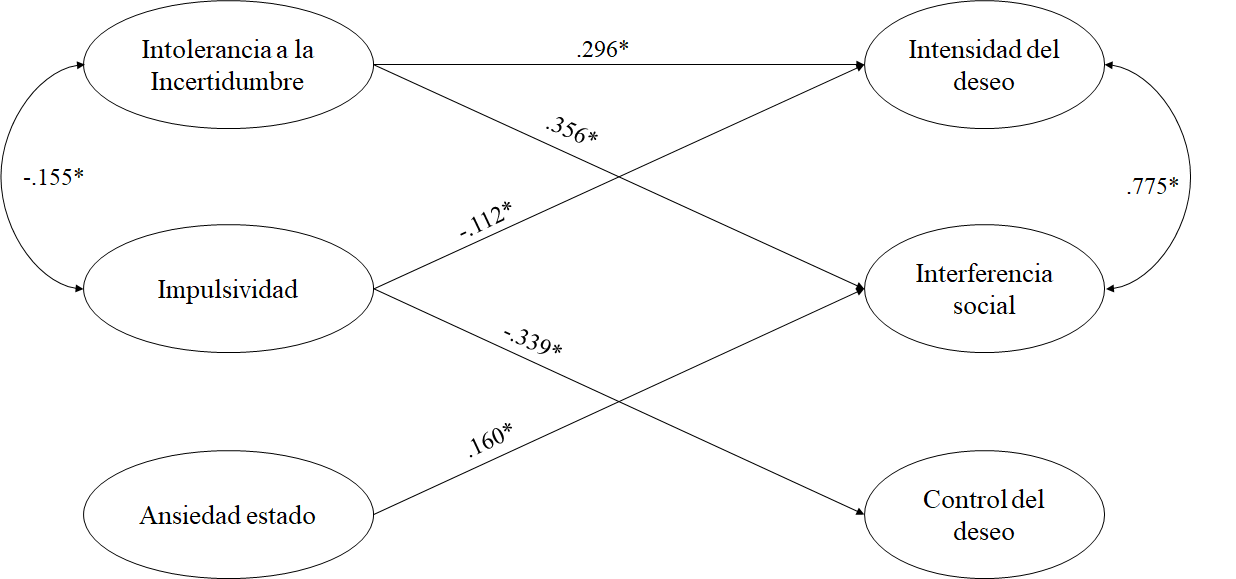 Intolerancia a la
Incertidumbre
.296*
Intensidad del
deseo
.356*
-.155*
.775*
-.112*
Impulsividad
Interferencia
social
-.339*
.160*
Ansiedad estado
Control del
deseo